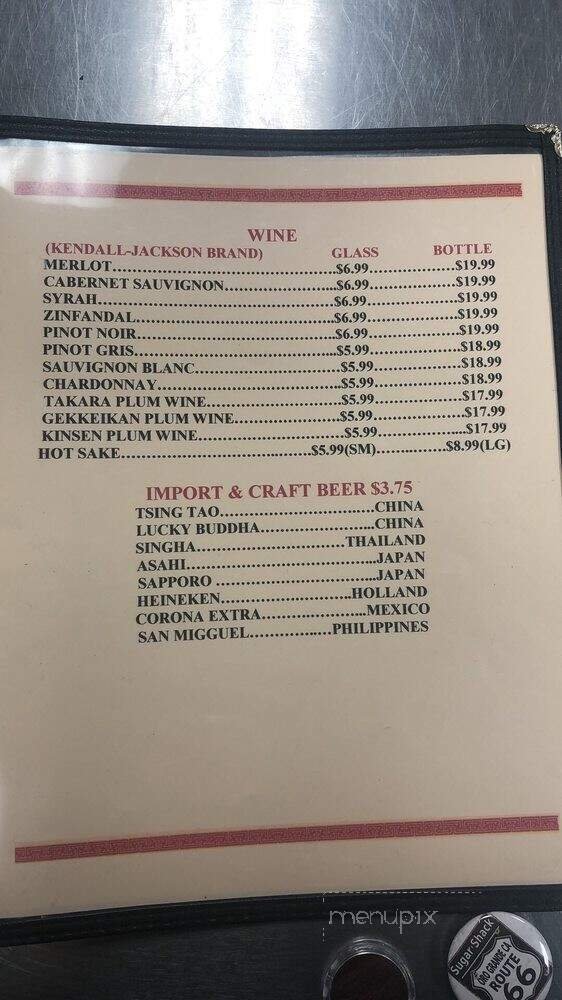 WINE
(KENDALL-JACKSON BRAND) GLASS BOTTLE
MERLOT.....$6.99.....$19.99
CABERNET SAUVIGNON.....$6.99.....$19.99
SYRAH.....$6.99.....$19.99
ZINFANDAL.....$6.99.....$19.99
PINOT NOIR.....$6.99.....$19.99
PINOT GRIS.....$5.99.....$18.99
SAUVIGNON BLANC.....$5.99.....$18.99
CHARDONNAY.....$5.99.....$18.99
TAKARA PLUM WINE.....$5.99.....$17.99
GEKKEIKAN PLUM WINE.....$5.99.....$17.99
KINSEN PLUM WINE.....$5.99.....$17.99
HOT SAKE.....$5.99(SM).....$8.99(LG)
IMPORT & CRAFT BEER $3.75
TSING TAO.....CHINA
LUCKY BUDDHA.....CHINA
SINGHA.....THAILAND
ASAHI.....JAPAN
SAPPORO .....JAPAN
HEINEKEN.....HOLLAND
CORONA EXTRA.....MEXICO
SAN MIGGUEL.....PHILIPPINES
menupix
Sugar Shack
ORO GRANDE CA
ROUTE
66